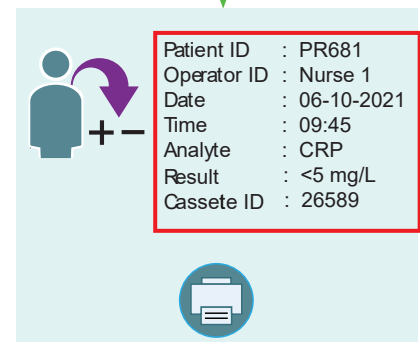 Patient ID : PR681
Operator ID : Nurse 1
Date : 06-10-2021
Time : 09:45
Analyte : CRP
Result : <5 mg/L
Cassete ID : 26589
+ −